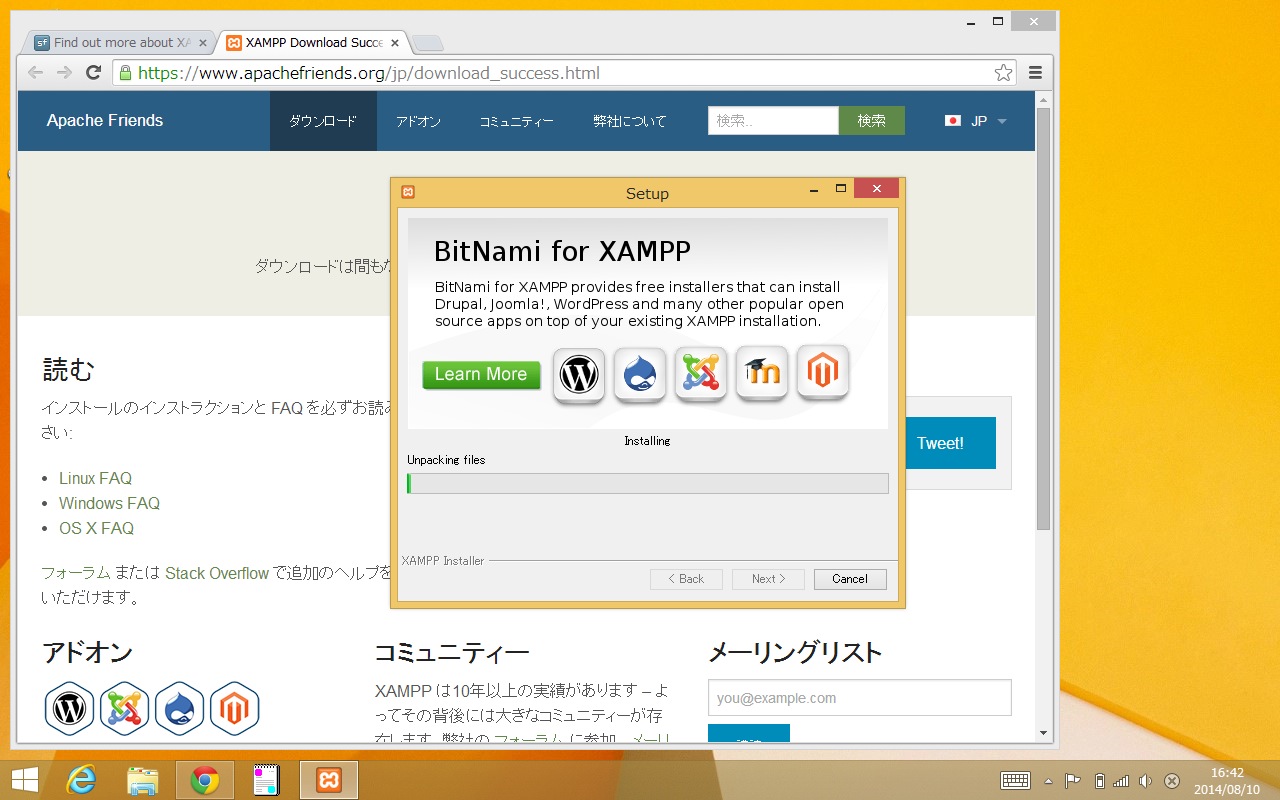 Find out more about XA
XAMPP Download Succe
https://www.apachefriends.org/jp/download_success.html
Apache Friends
ダウンロード
アドオン
コミュニティー
弊社について
検索..
検索
JP
ダウンロードは間も
Setup
BitNami for XAMPP
BitNami for XAMPP provides free installers that can install
Drupal, Joomla!, WordPress and many other popular open
source apps on top of your existing XAMPP installation.
Learn More
Installing
Unpacking files
XAMPP Installer
< Back
Next >
Cancel
読む
インストールのインストラクションと FAQ を必ずお読み
さい:
Linux FAQ
Windows FAQ
OS X FAQ
フォーラム または Stack Overflow で追加のヘルプを
いただけます。
Tweet!
アドオン
コミュニティー
XAMPP は10年以上の実績があります – よ
ってその背後には大きなコミュニティーが存
在します。弊社の フォーラム に参加、メーリ
メーリングリスト
you@example.com
16:42
2014/08/10